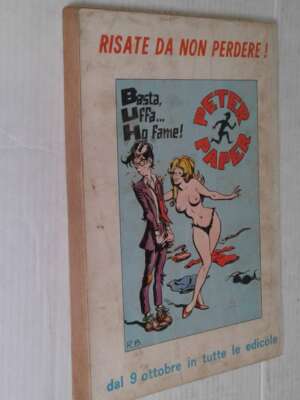 RISATE DA NON PERDERE!
Basta,
Uffa...
Ho fame!
PETER
PAPER
R.B.
dal 9 ottobre in tutte le edicole